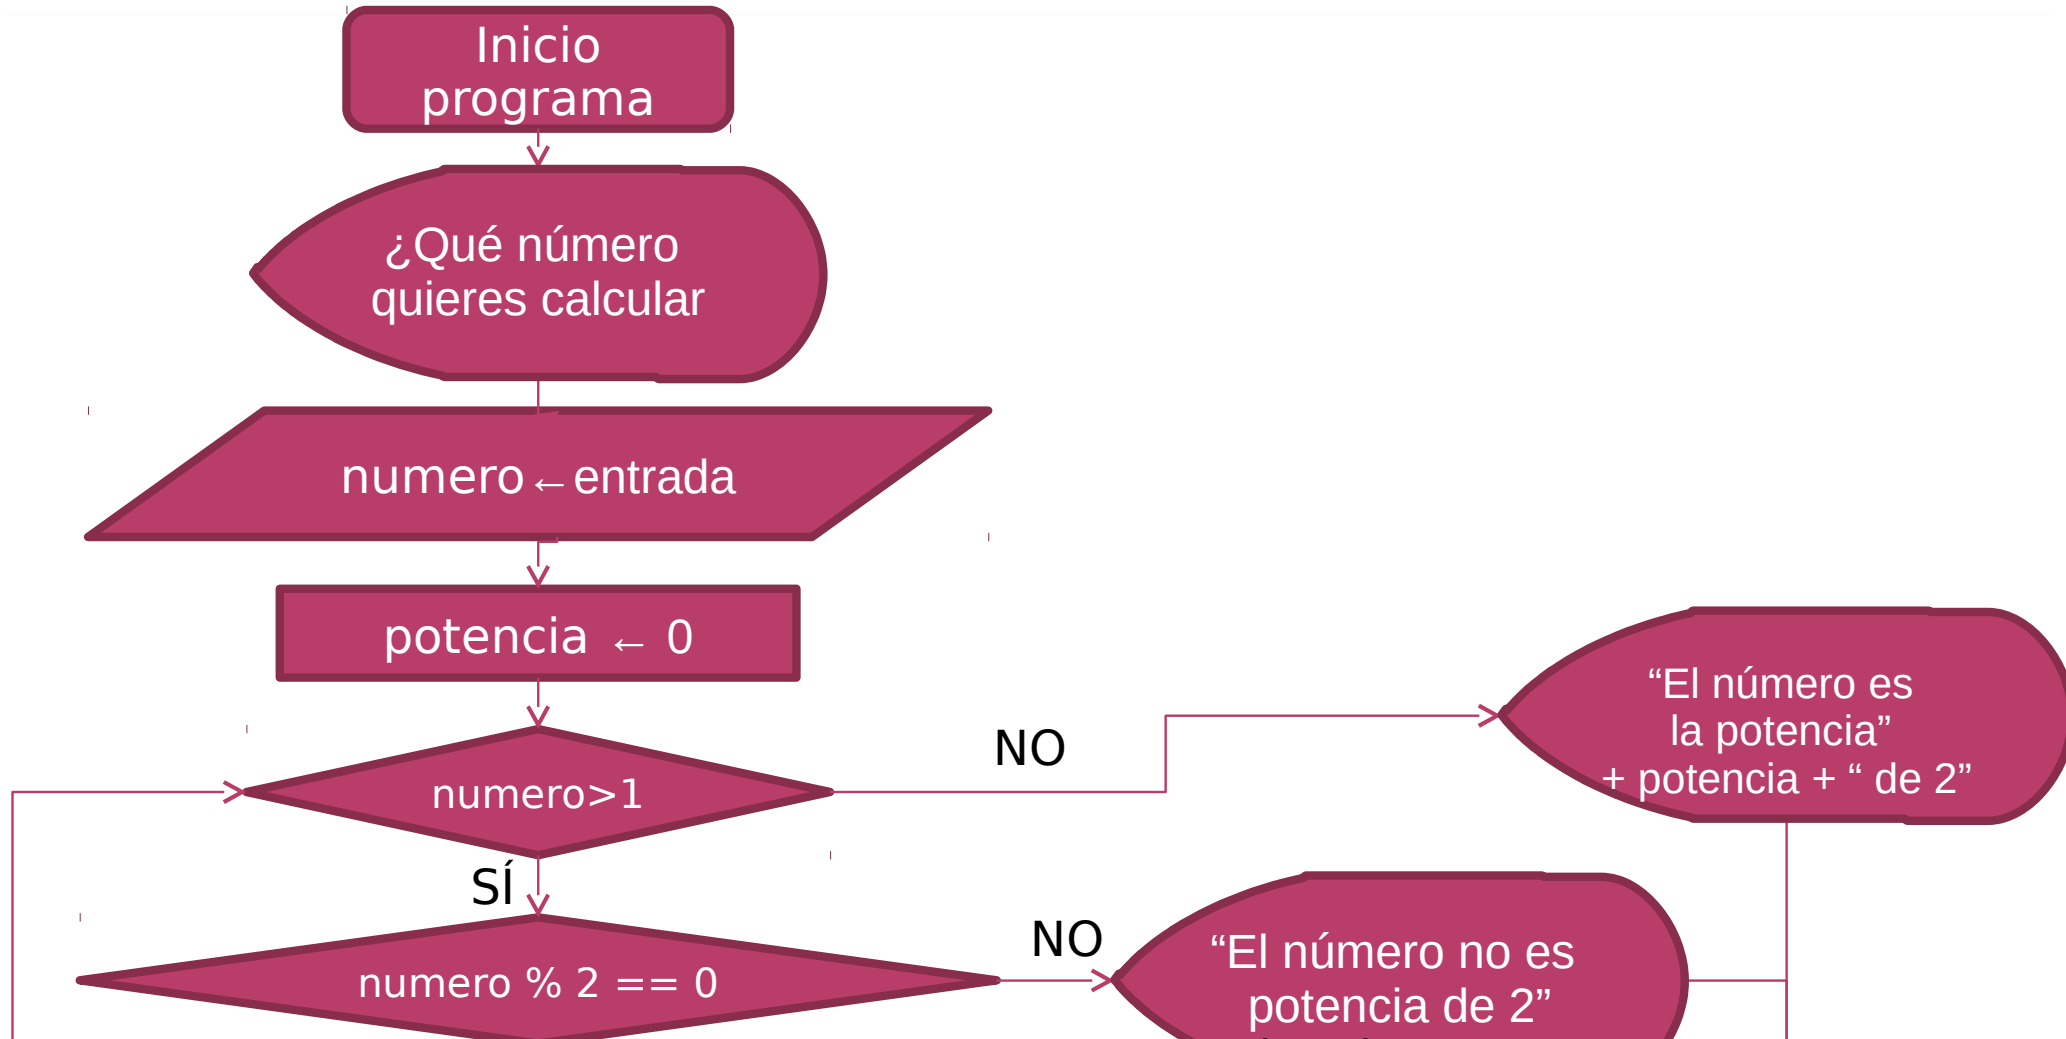 Inicio
programa
¿Qué número
quieres calcular
numero←entrada
potencia ← 0
“El número es
la potencia”
+ potencia + “ de 2”
NO
numero>1
SÍ
NO
numero % 2 == 0
“El número no es
potencia de 2”